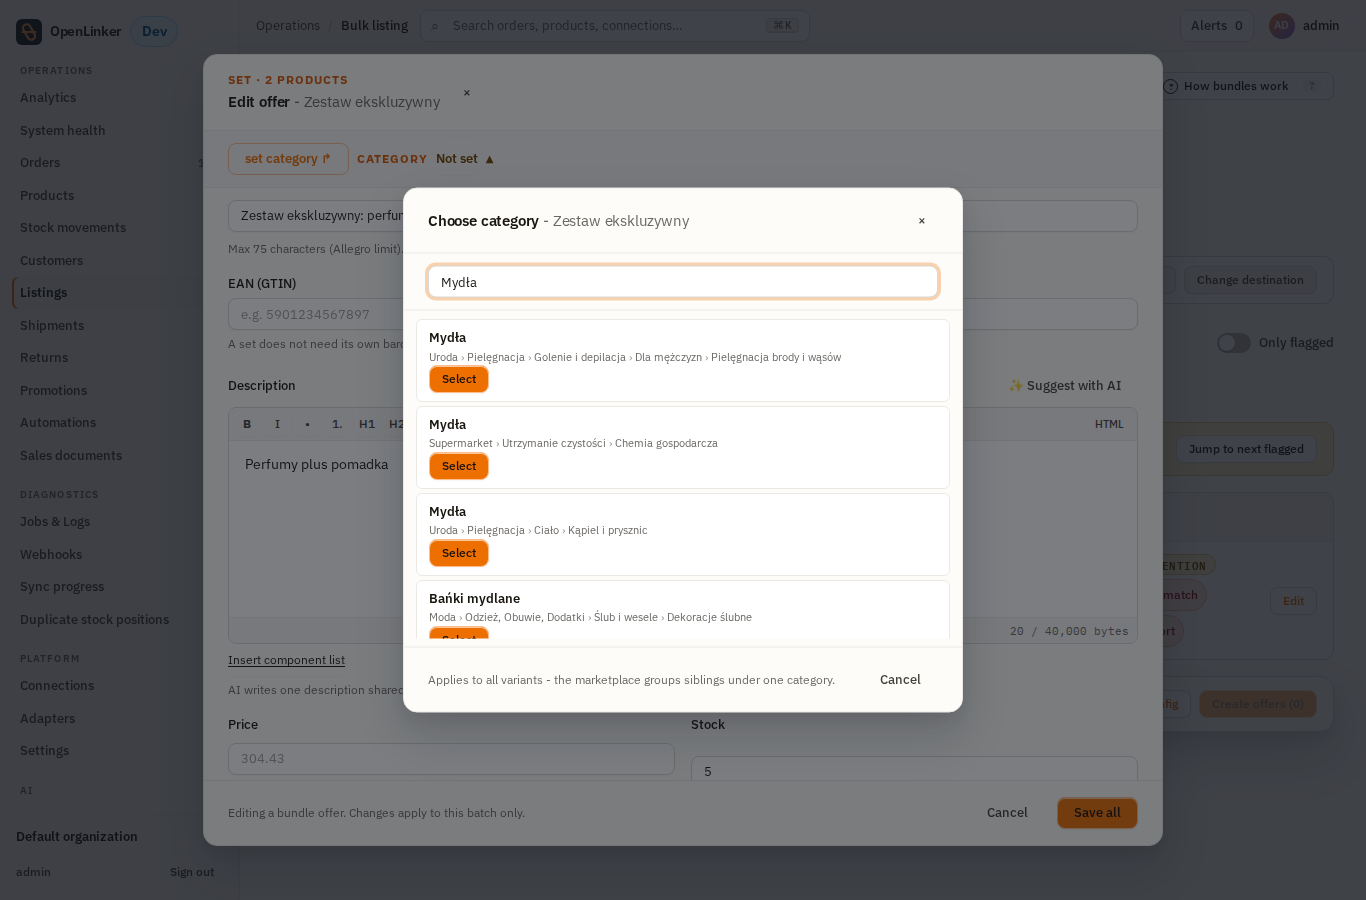 OpenLinker Dev
Operations / Bulk listing
Search orders, products, connections... ⌘K
Alerts 0
AD admin
OPERATIONS
Analytics
System health
Orders
Products
Stock movements
Customers
Listings
Shipments
Returns
Promotions
Automations
Sales documents
DIAGNOSTICS
Jobs & Logs
Webhooks
Sync progress
Duplicate stock positions
PLATFORM
Connections
Adapters
Settings
AI
Default organization
admin Sign out
How bundles work ?
Change destination
Only flagged
Jump to next flagged
Edit
Create offers (0)
SET · 2 PRODUCTS
Edit offer - Zestaw ekskluzywny ×
set category ↱ CATEGORY Not set ▲
Zestaw ekskluzywny:
Max 75 characters (Allegro limit).
EAN (GTIN)
e.g. 5901234567897
A set does not need its own
Description
✨ Suggest with AI
B I • 1. H1 H2
HTML
Perfumy plus pomadka
20 / 40,000 bytes
Insert component list
AI writes one description
Price
304.43
Stock
5
Editing a bundle offer. Changes apply to this batch only.
Cancel
Save all
Choose category - Zestaw ekskluzywny ×
Mydła
Mydła
Uroda › Pielęgnacja › Golenie i depilacja › Dla mężczyzn › Pielęgnacja brody i wąsów
Select
Mydła
Supermarket › Utrzymanie czystości › Chemia gospodarcza
Select
Mydła
Uroda › Pielęgnacja › Ciało › Kąpiel i prysznic
Select
Bańki mydlane
Moda › Odzież, Obuwie, Dodatki › Ślub i wesele › Dekoracje ślubne
Select
Applies to all variants - the marketplace groups siblings under one category.
Cancel